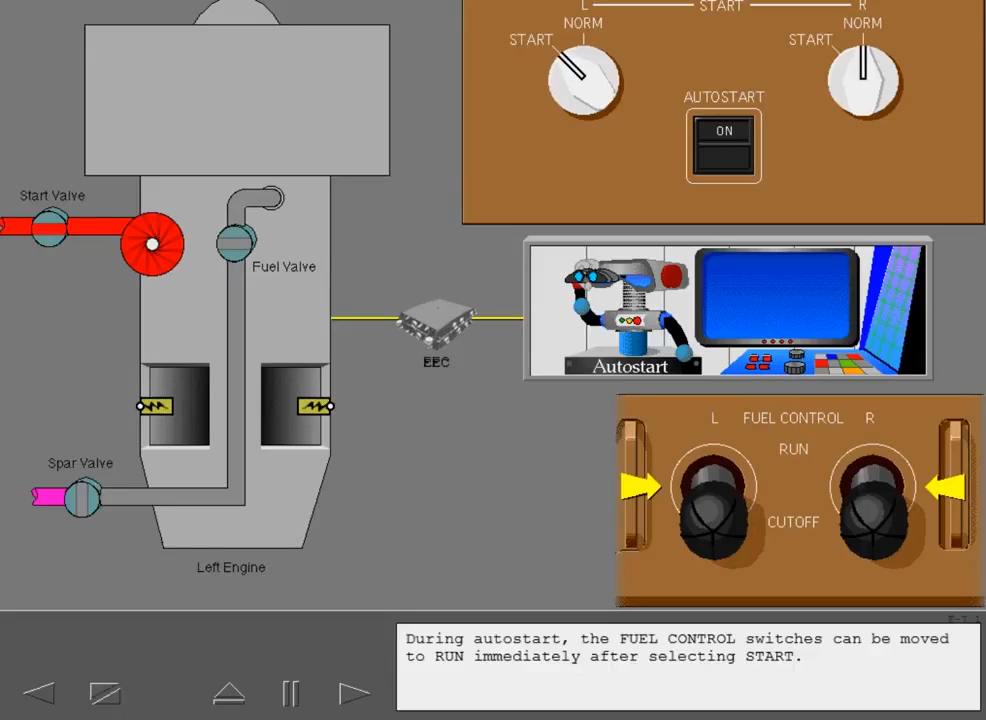 L START R
NORM NORM
START START
AUTOSTART
ON
Start Valve
Fuel Valve
EEC
Autostart
L FUEL CONTROL R
RUN
CUTOFF
Spar Valve
Left Engine
During autostart, the FUEL CONTROL switches can be moved
to RUN immediately after selecting START.